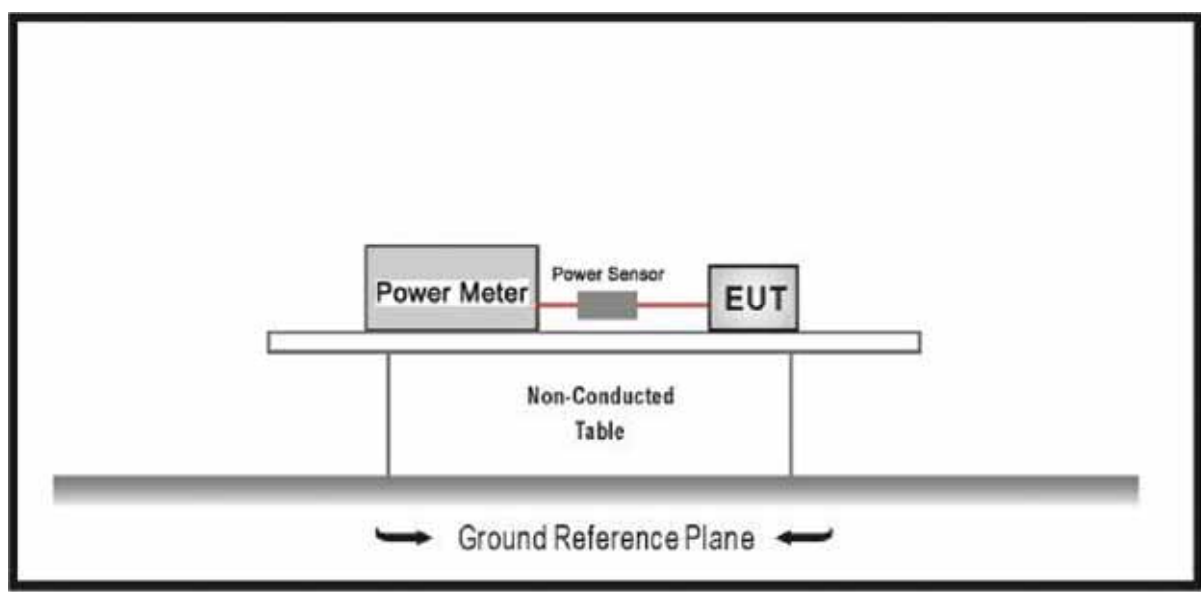 Power Meter
Power Sensor
EUT
Non-Conducted
Table
Ground Reference Plane